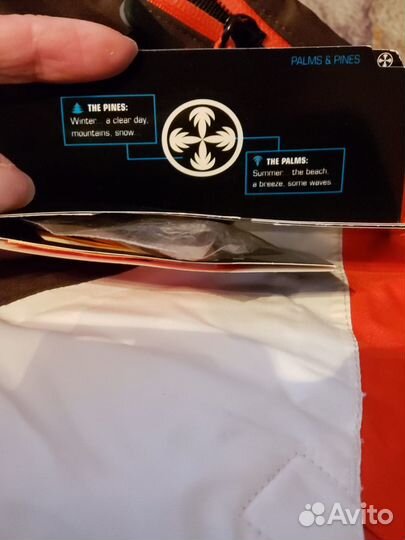 PALMS & PINES
THE PINES:
Winter... a clear day,
mountains, snow...
THE PALMS:
Summer... the beach,
a breeze, some waves
Avito